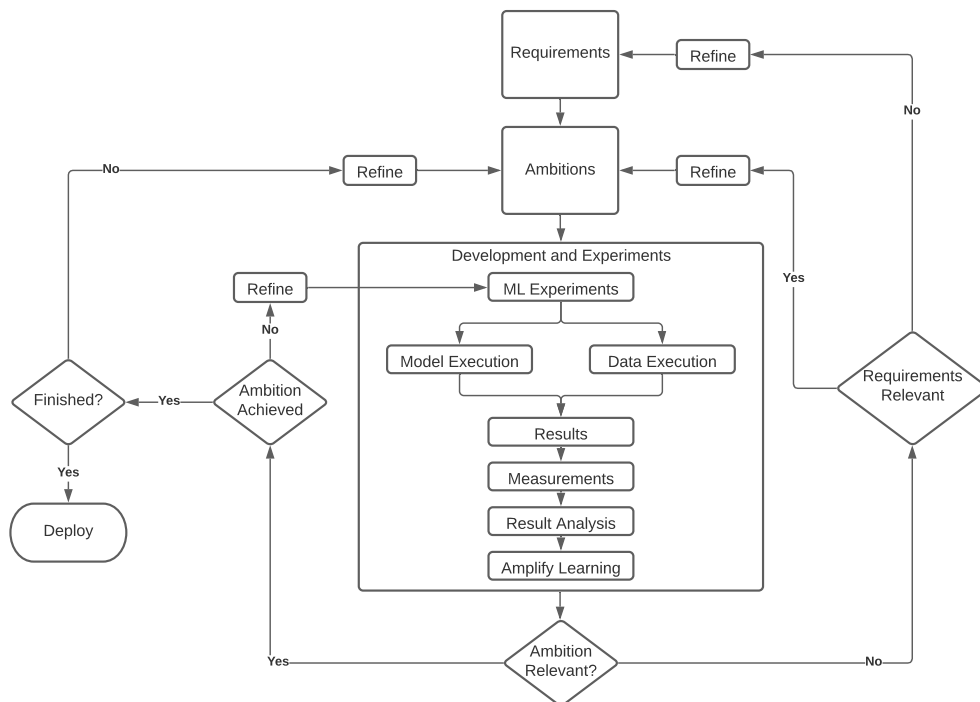 Requirements
Refine
No
Ambitions
Refine
Refine
No
Yes
Development and Experiments
ML Experiments
Refine
No
Model Execution
Data Execution
Finished?
Yes
Ambition
Achieved
Requirements
Relevant
Results
Yes
Measurements
Deploy
Result Analysis
Amplify Learning
Ambition
Relevant?
Yes
No